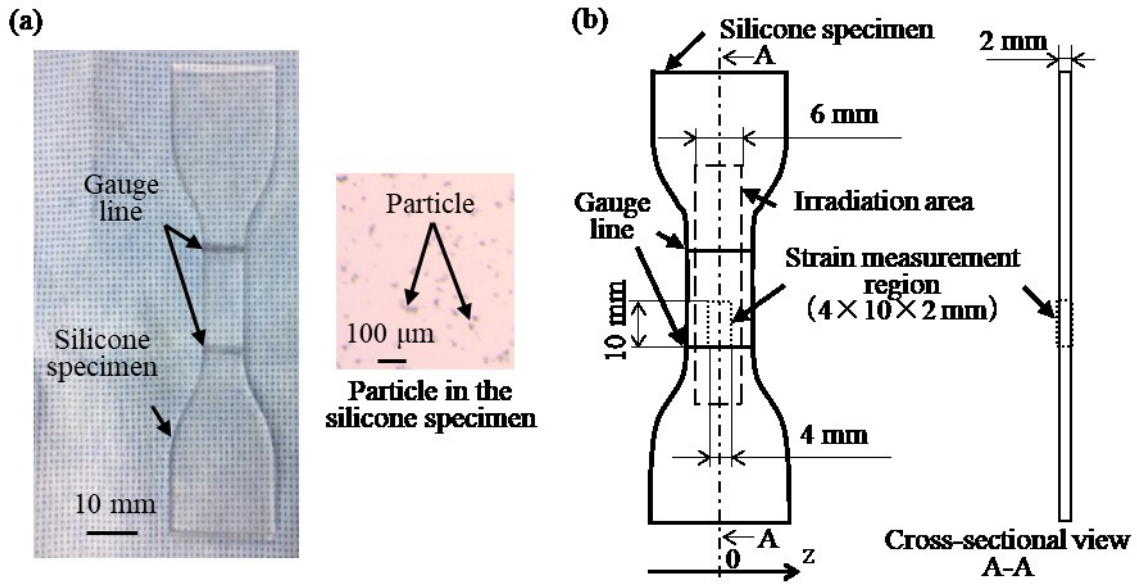 (a)
Gauge
line
Silicone
specimen
10 mm
Particle
100 μm
Particle in the
silicone specimen
(b)
Silicone specimen
A
2 mm
6 mm
Gauge
line
Irradiation area
Strain measurement
region
(4×10×2 mm)
10 mm
4 mm
A
0
z
Cross-sectional view
A-A